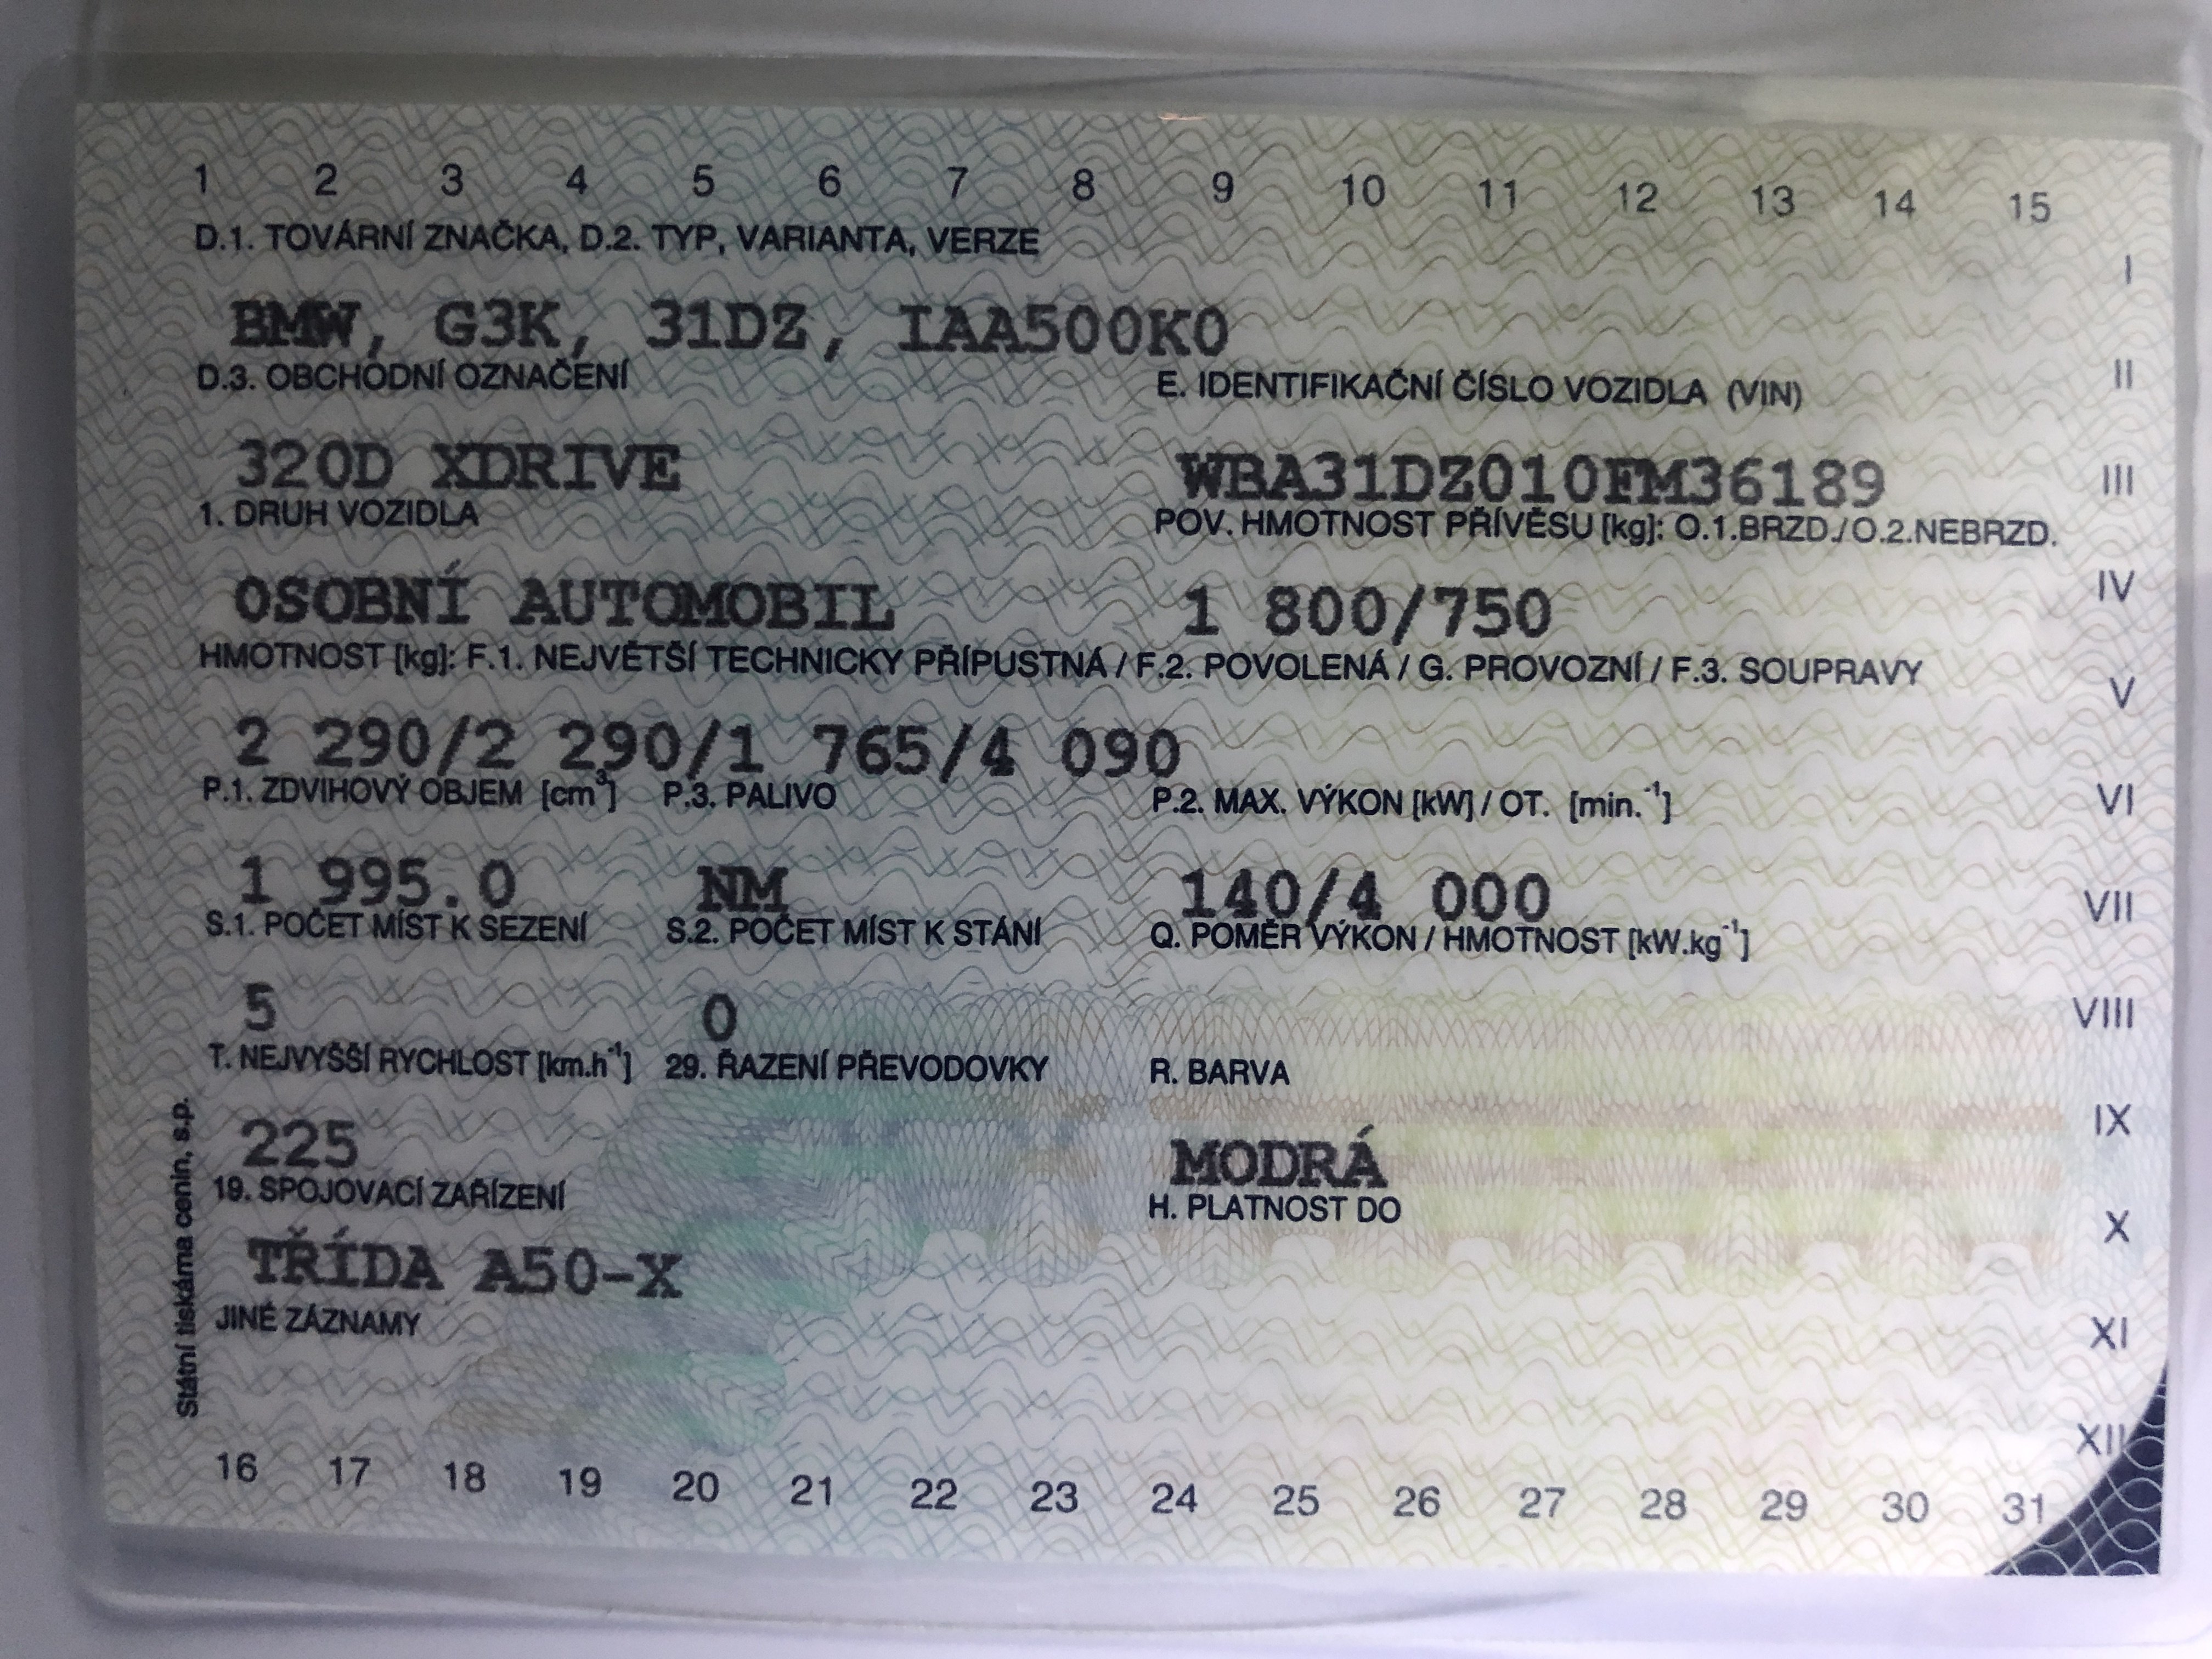 1 2 3 4 5 6 7 8 9 10 11 12 13 14 15
D.1. TOVÁRNÍ ZNAČKA, D.2. TYP, VARIANTA, VERZE
I
BMW, G3K, 31DZ, IAA500K0
D.3. OBCHODNÍ OZNAČENÍ E. IDENTIFIKAČNÍ ČÍSLO VOZIDLA (VIN)
II
320D XDRIVE WBA31DZ010FM36189
III
1. DRUH VOZIDLA POV. HMOTNOST PŘÍVĚSU [kg]: O.1.BRZD./O.2.NEBRZD.
OSOBNÍ AUTOMOBIL 1 800/750
IV
HMOTNOST [kg]: F.1. NEJVĚTŠÍ TECHNICKY PŘÍPUSTNÁ / F.2. POVOLENÁ / G. PROVOZNÍ / F.3. SOUPRAVY
V
2 290/2 290/1 765/4 090
P.1. ZDVIHOVÝ OBJEM [cm³] P.3. PALIVO P.2. MAX. VÝKON [kW] / OT. [min.⁻¹]
VI
1 995.0 NM 140/4 000
VII
S.1. POČET MÍST K SEZENÍ S.2. POČET MÍST K STÁNÍ Q. POMĚR VÝKON / HMOTNOST [kW.kg⁻¹]
5 0
VIII
T. NEJVYŠŠÍ RYCHLOST [km.h⁻¹] 29. ŘAZENÍ PŘEVODOVKY R. BARVA
IX
225 MODRÁ
19. SPOJOVACÍ ZAŘÍZENÍ H. PLATNOST DO
X
TŘÍDA A50-X
JINÉ ZÁZNAMY
XI
XII
Státní tiskárna cenin, s.p.
16 17 18 19 20 21 22 23 24 25 26 27 28 29 30 31